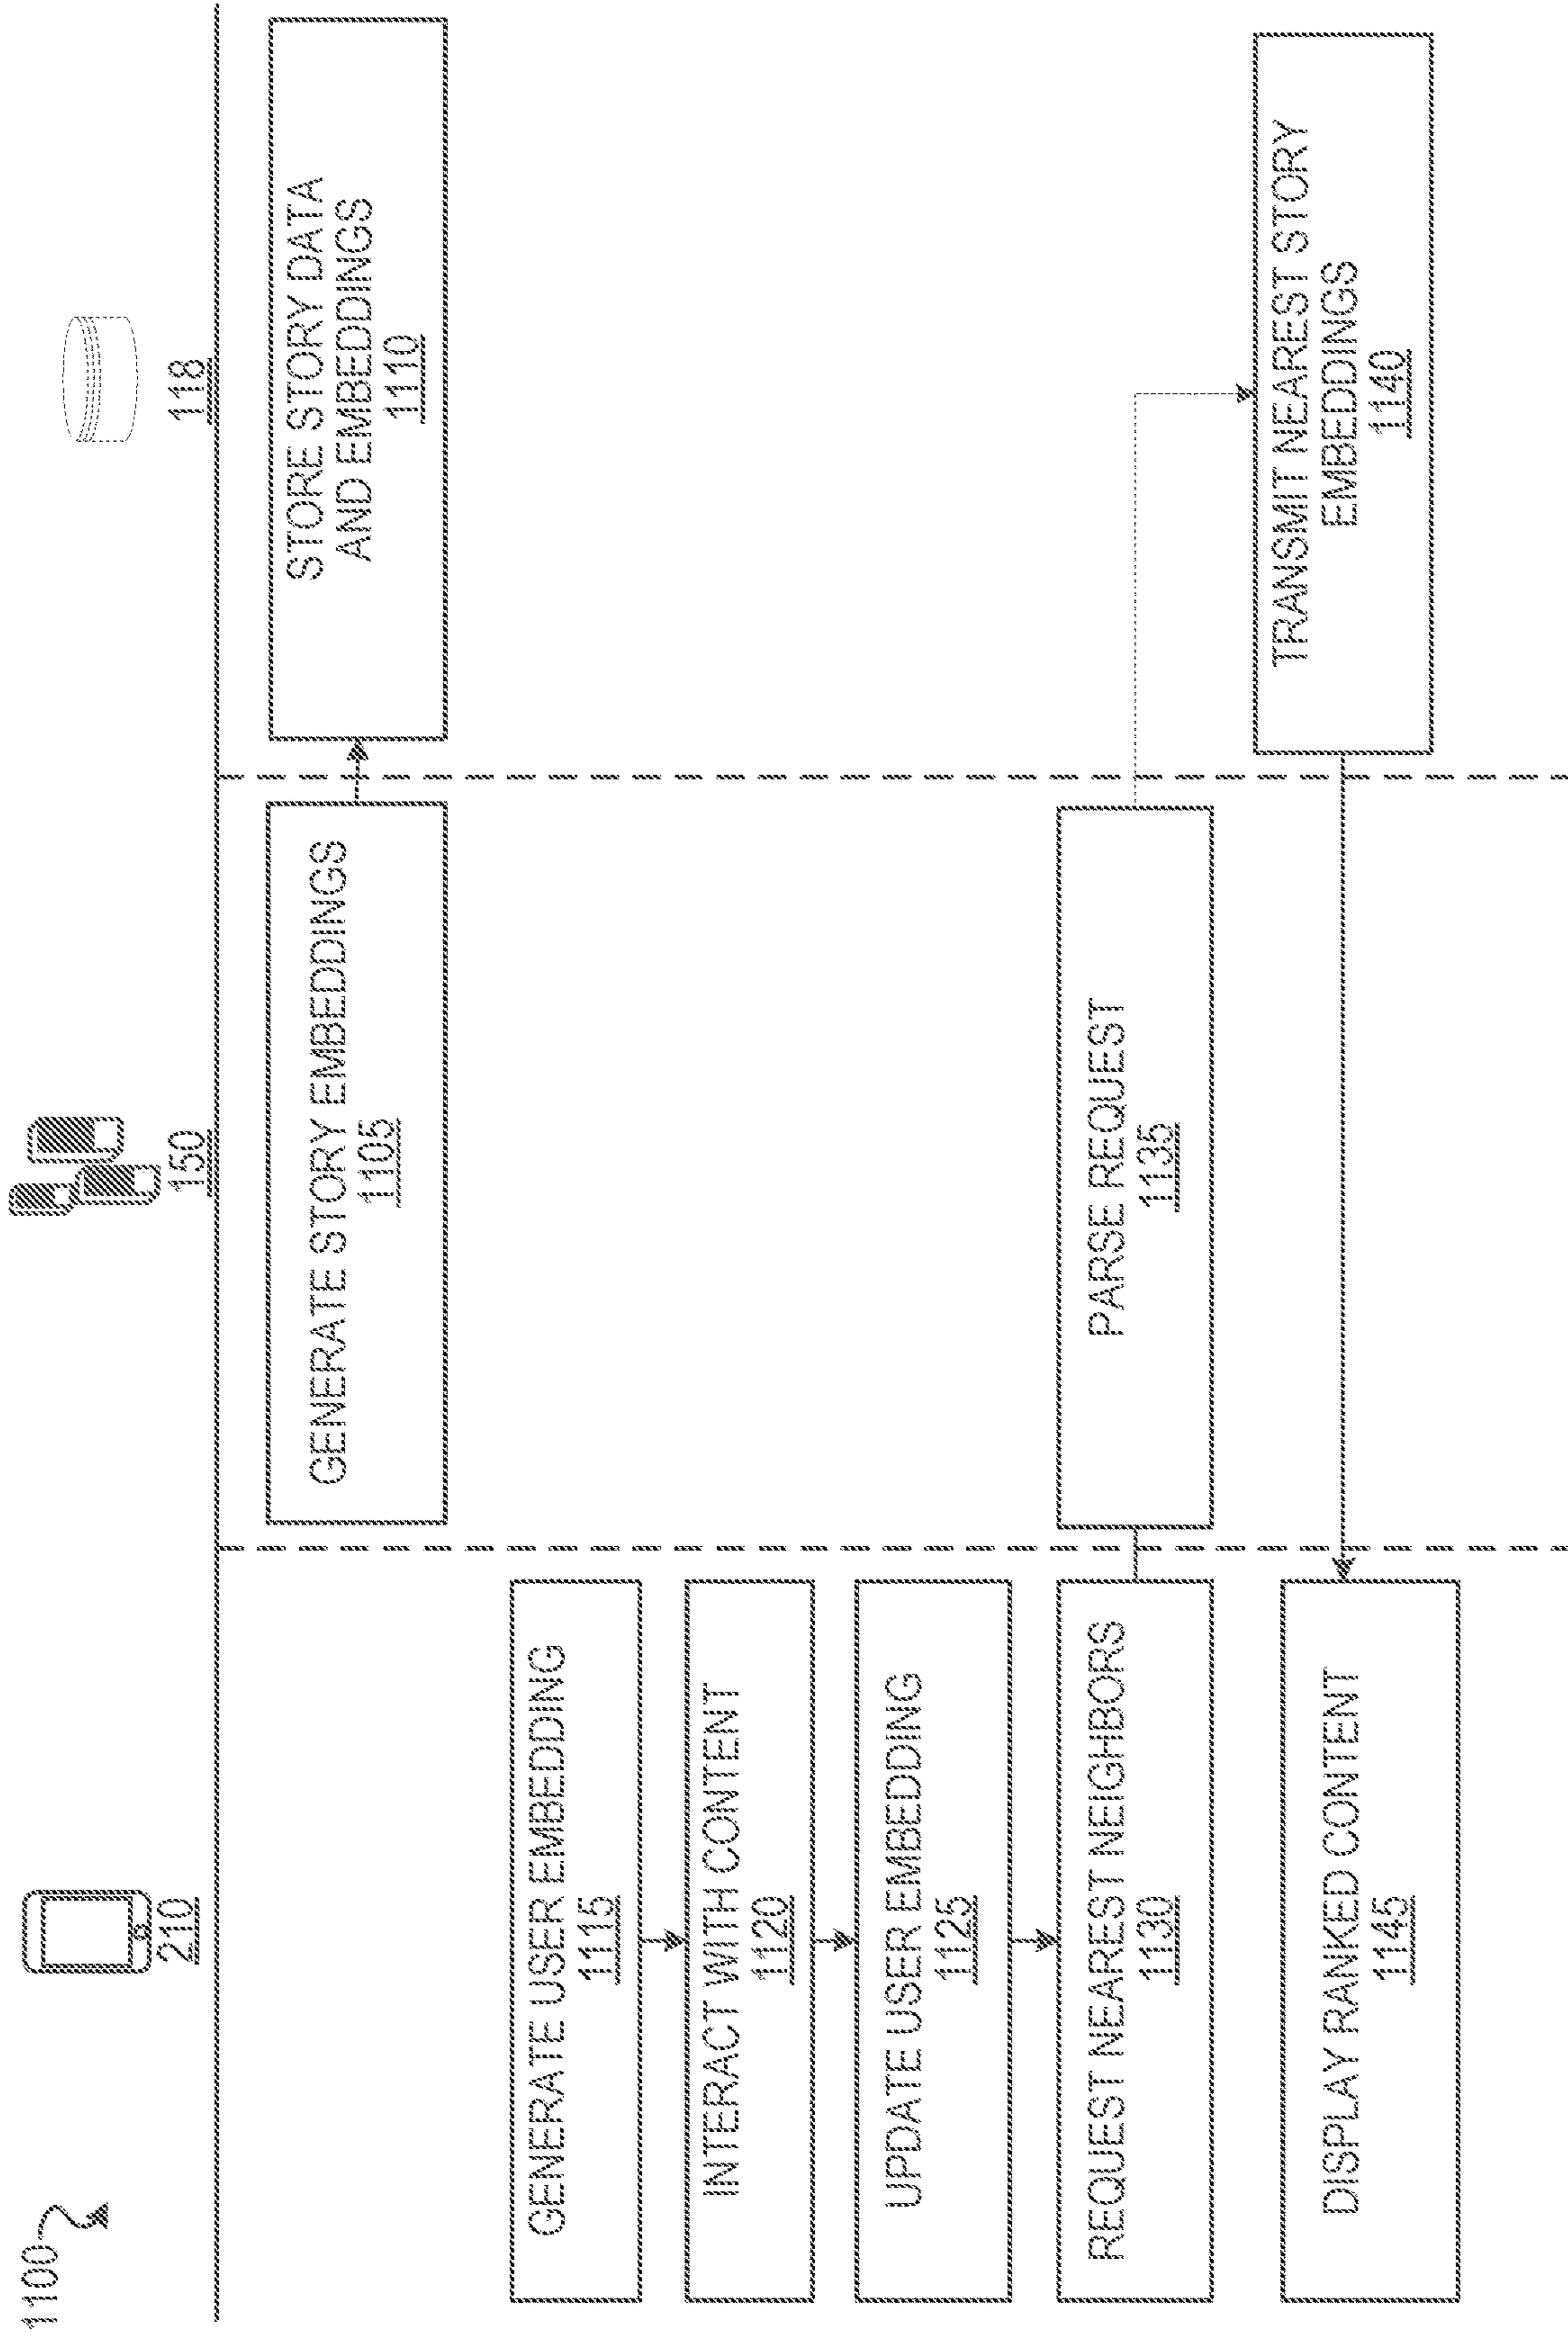 1100
210
150
118
GENERATE STORY EMBEDDINGS
1105
STORE STORY DATA
AND EMBEDDINGS
1110
GENERATE USER EMBEDDING
1115
INTERACT WITH CONTENT
1120
UPDATE USER EMBEDDING
1125
REQUEST NEAREST NEIGHBORS
1130
PARSE REQUEST
1135
TRANSMIT NEAREST STORY
EMBEDDINGS
1140
DISPLAY RANKED CONTENT
1145